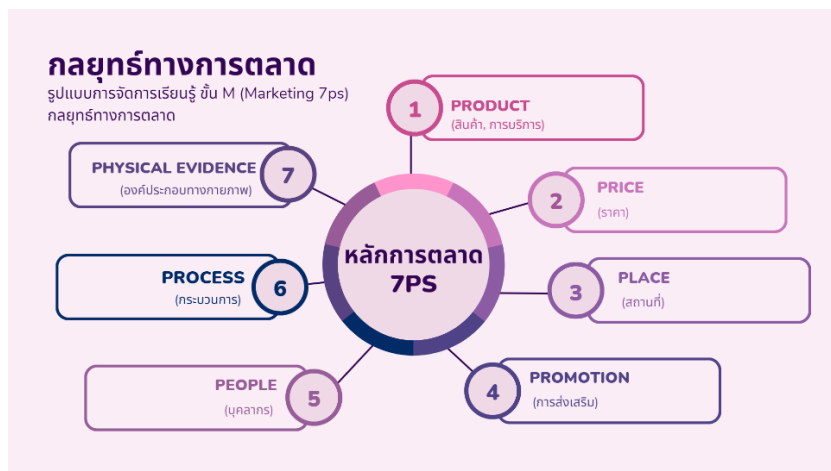 กลยุทธ์ทางการตลาด
รูปแบบการจัดการเรียนรู้ ขั้น M (Marketing 7ps)
กลยุทธ์ทางการตลาด
1
PRODUCT
(สินค้า, การบริการ)
2
PRICE
(ราคา)
3
PLACE
(สถานที่)
4
PROMOTION
(การส่งเสริม)
5
PEOPLE
(บุคลากร)
6
PROCESS
(กระบวนการ)
7
PHYSICAL EVIDENCE
(องค์ประกอบทางกายภาพ)
หลักการตลาด
7PS